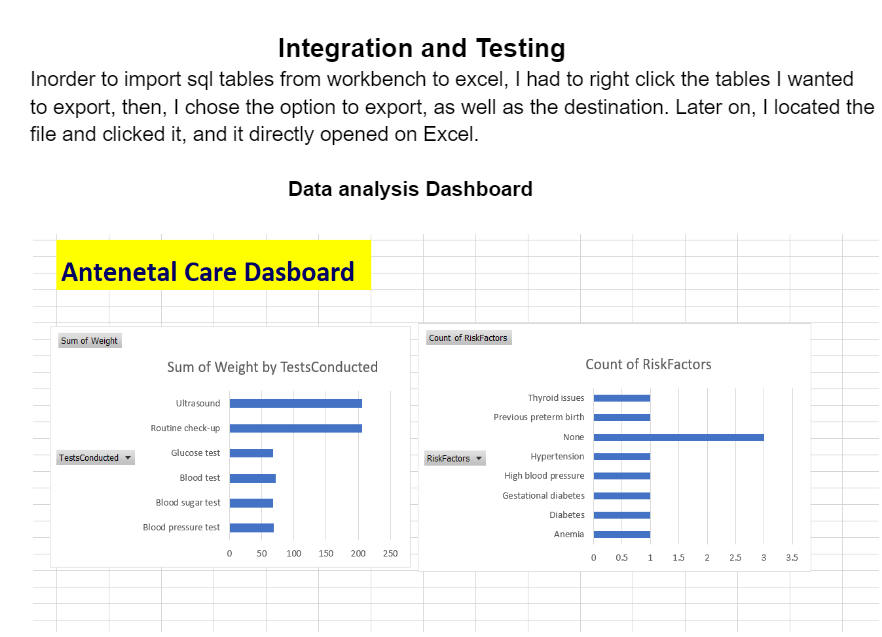 Integration and Testing
Inorder to import sql tables from workbench to excel, I had to right click the tables I wanted
to export, then, I chose the option to export, as well as the destination. Later on, I located the
file and clicked it, and it directly opened on Excel.
Data analysis Dashboard
Antenetal Care Dasboard
Sum of Weight
Sum of Weight by TestsConducted
Ultrasound
Routine check-up
Glucose test
Blood test
Blood sugar test
Blood pressure test
TestsConducted
0 50 100 150 200 250
Count of RiskFactors
Count of RiskFactors
Thyroid issues
Previous preterm birth
None
Hypertension
High blood pressure
Gestational diabetes
Diabetes
Anemia
RiskFactors
0 0.5 1 1.5 2 2.5 3 3.5